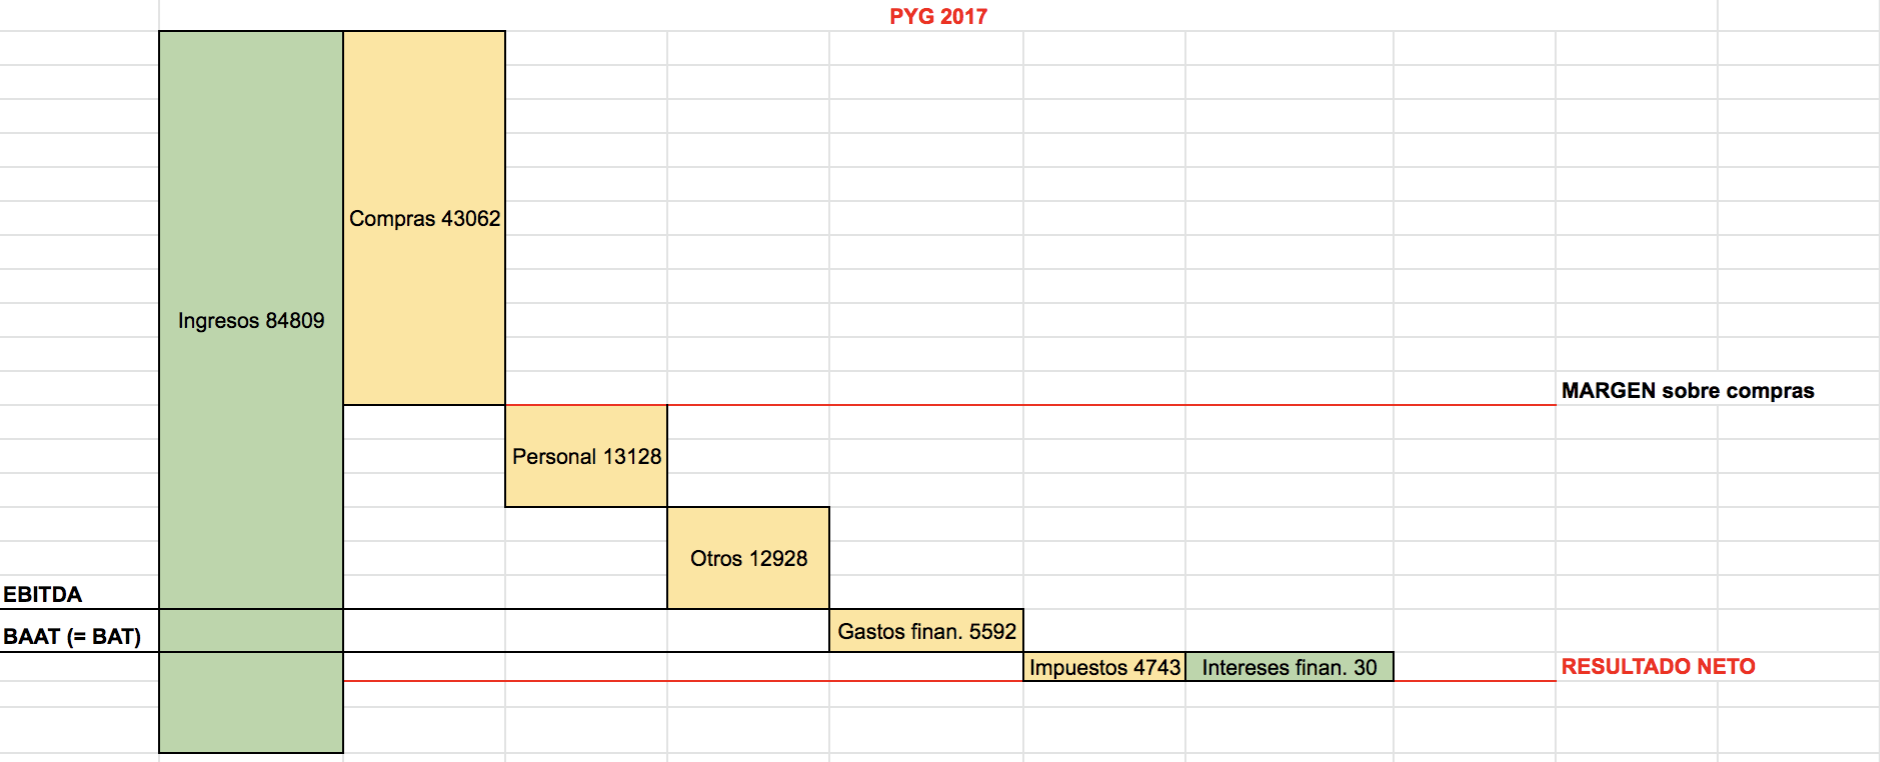 PYG 2017
Compras 43062
Ingresos 84809
MARGEN sobre compras
Personal 13128
Otros 12928
EBITDA
Gastos finan. 5592
BAAT (= BAT)
Impuestos 4743
Intereses finan. 30
RESULTADO NETO